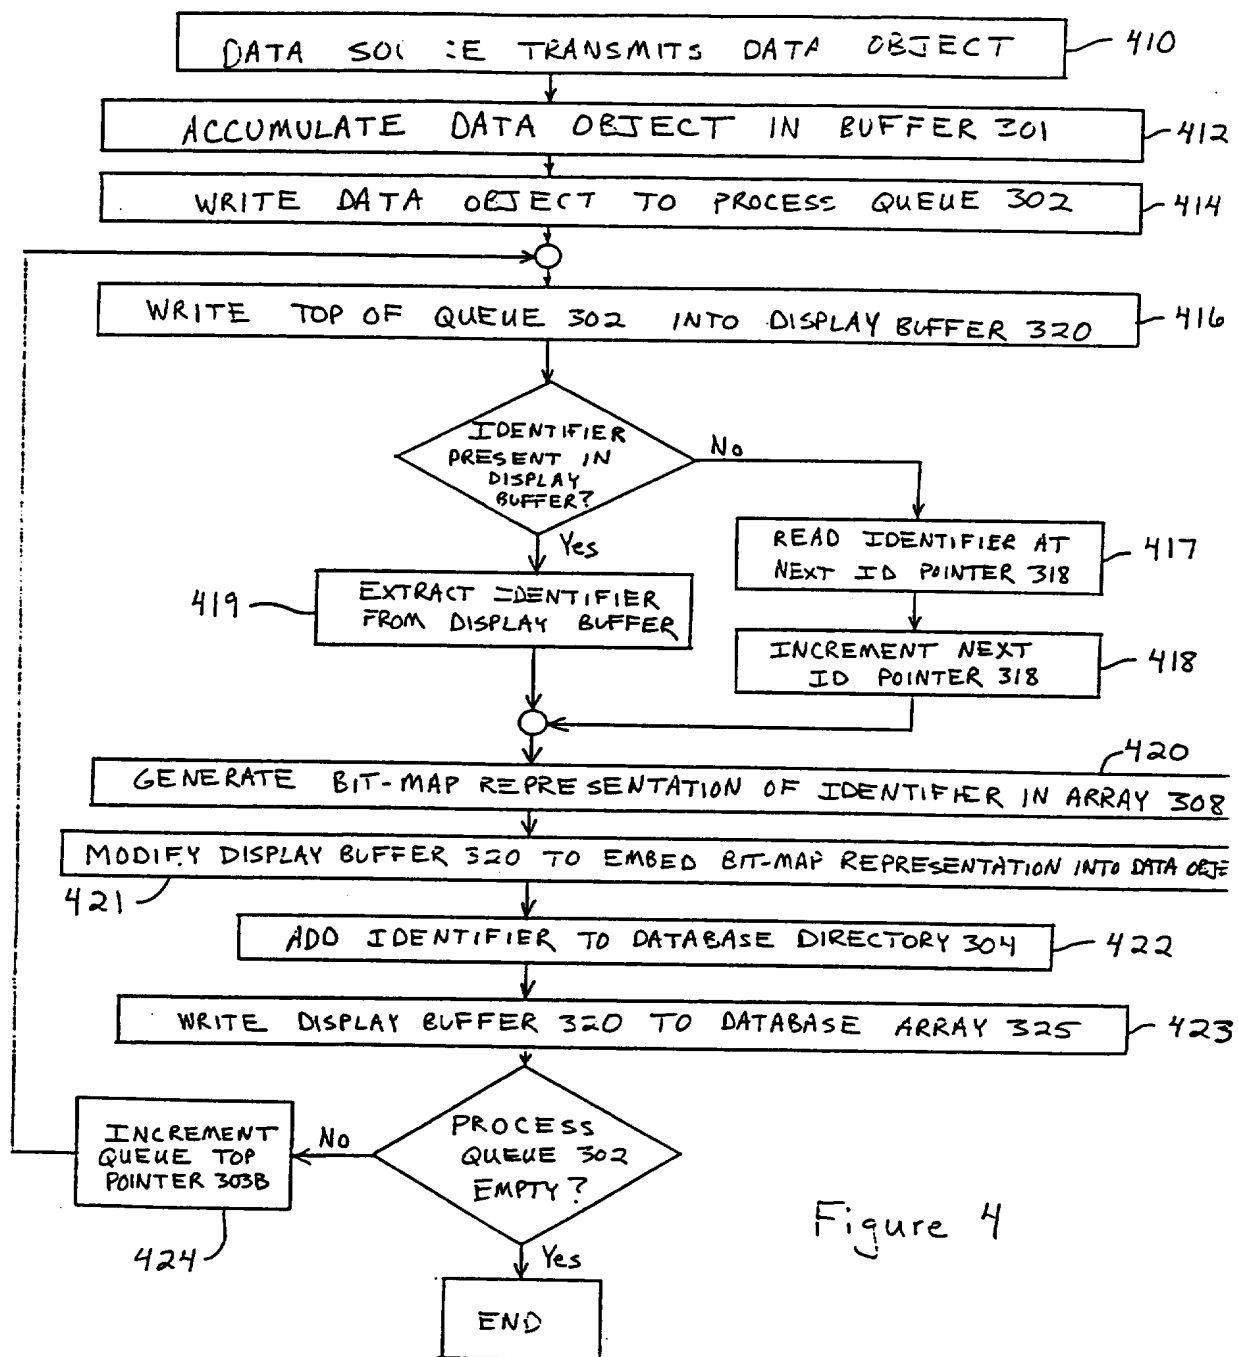 DATA SO( :E TRANSMITS DATA OBJECT
410
ACCUMULATE DATA OBJECT IN BUFFER 301
412
WRITE DATA OBJECT TO PROCESS QUEUE 302
414
WRITE TOP OF QUEUE 302 INTO DISPLAY BUFFER 320
416
IDENTIFIER
PRESENT IN
DISPLAY
BUFFER?
No
Yes
READ IDENTIFIER AT
NEXT ID POINTER 318
417
419
EXTRACT IDENTIFIER
FROM DISPLAY BUFFER
INCREMENT NEXT
ID POINTER 318
418
420
GENERATE BIT-MAP REPRESENTATION OF IDENTIFIER IN ARRAY 308
MODIFY DISPLAY BUFFER 320 TO EMBED BIT-MAP REPRESENTATION INTO DATA OBJE
421
ADD IDENTIFIER TO DATABASE DIRECTORY 304
422
WRITE DISPLAY BUFFER 320 TO DATABASE ARRAY 325
423
INCREMENT
QUEUE TOP
POINTER 303B
No
PROCESS
QUEUE 302
EMPTY?
424
Yes
END
Figure 4